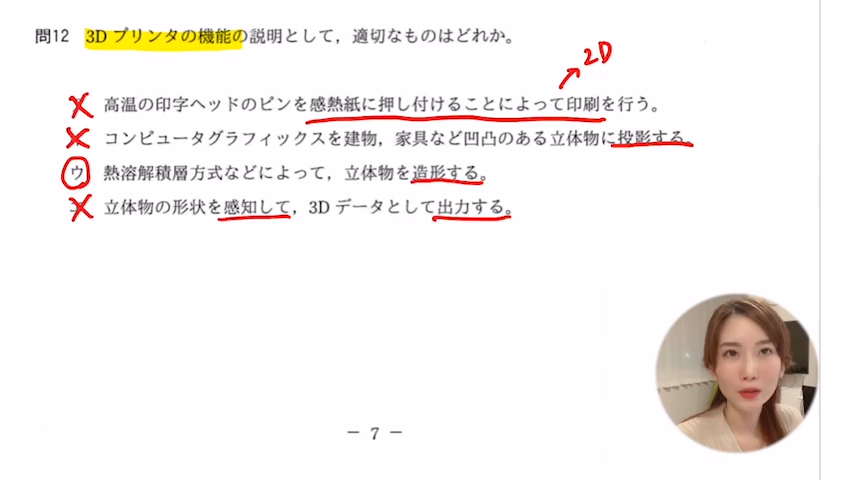 問12 3D プリンタの機能の説明として，適切なものはどれか。
2D
高温の印字ヘッドのピンを感熱紙に押し付けることによって印刷を行う。
コンピュータグラフィックスを建物，家具など凹凸のある立体物に投影する。
ウ 熱溶解積層方式などによって，立体物を造形する。
立体物の形状を感知して，3D データとして出力する。
－ 7 －